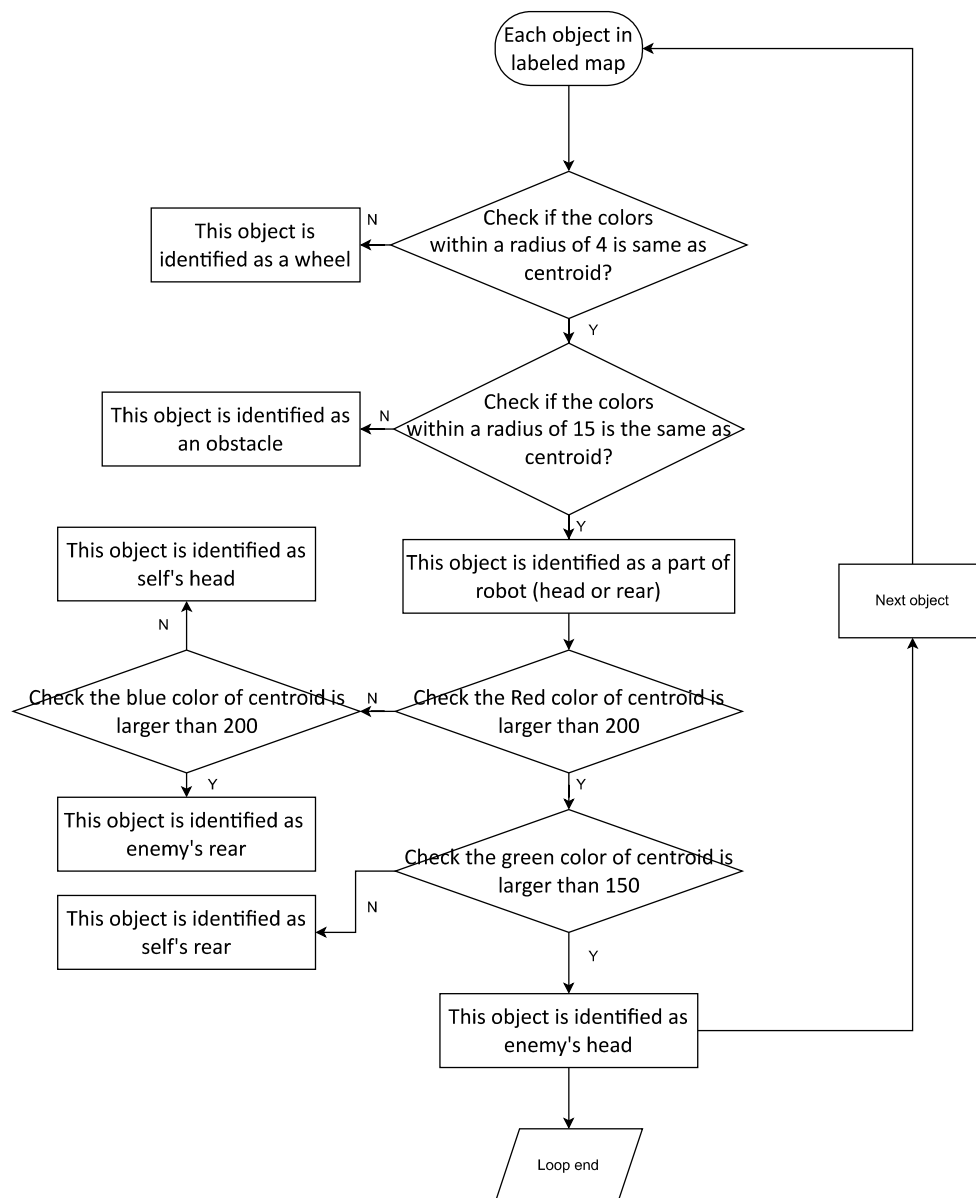 Each object in
labeled map
Check if the colors
within a radius of 4 is same as
centroid?
N
This object is
identified as a wheel
Y
Check if the colors
within a radius of 15 is the same as
centroid?
N
This object is identified as
an obstacle
Y
This object is identified as a part of
robot (head or rear)
This object is identified as
self's head
Next object
N
Check the blue color of centroid is
larger than 200
N
Check the Red color of centroid is
larger than 200
Y
Y
This object is identified as
enemy's rear
Check the green color of centroid is
larger than 150
N
This object is identified as
self's rear
Y
This object is identified as
enemy's head
Loop end